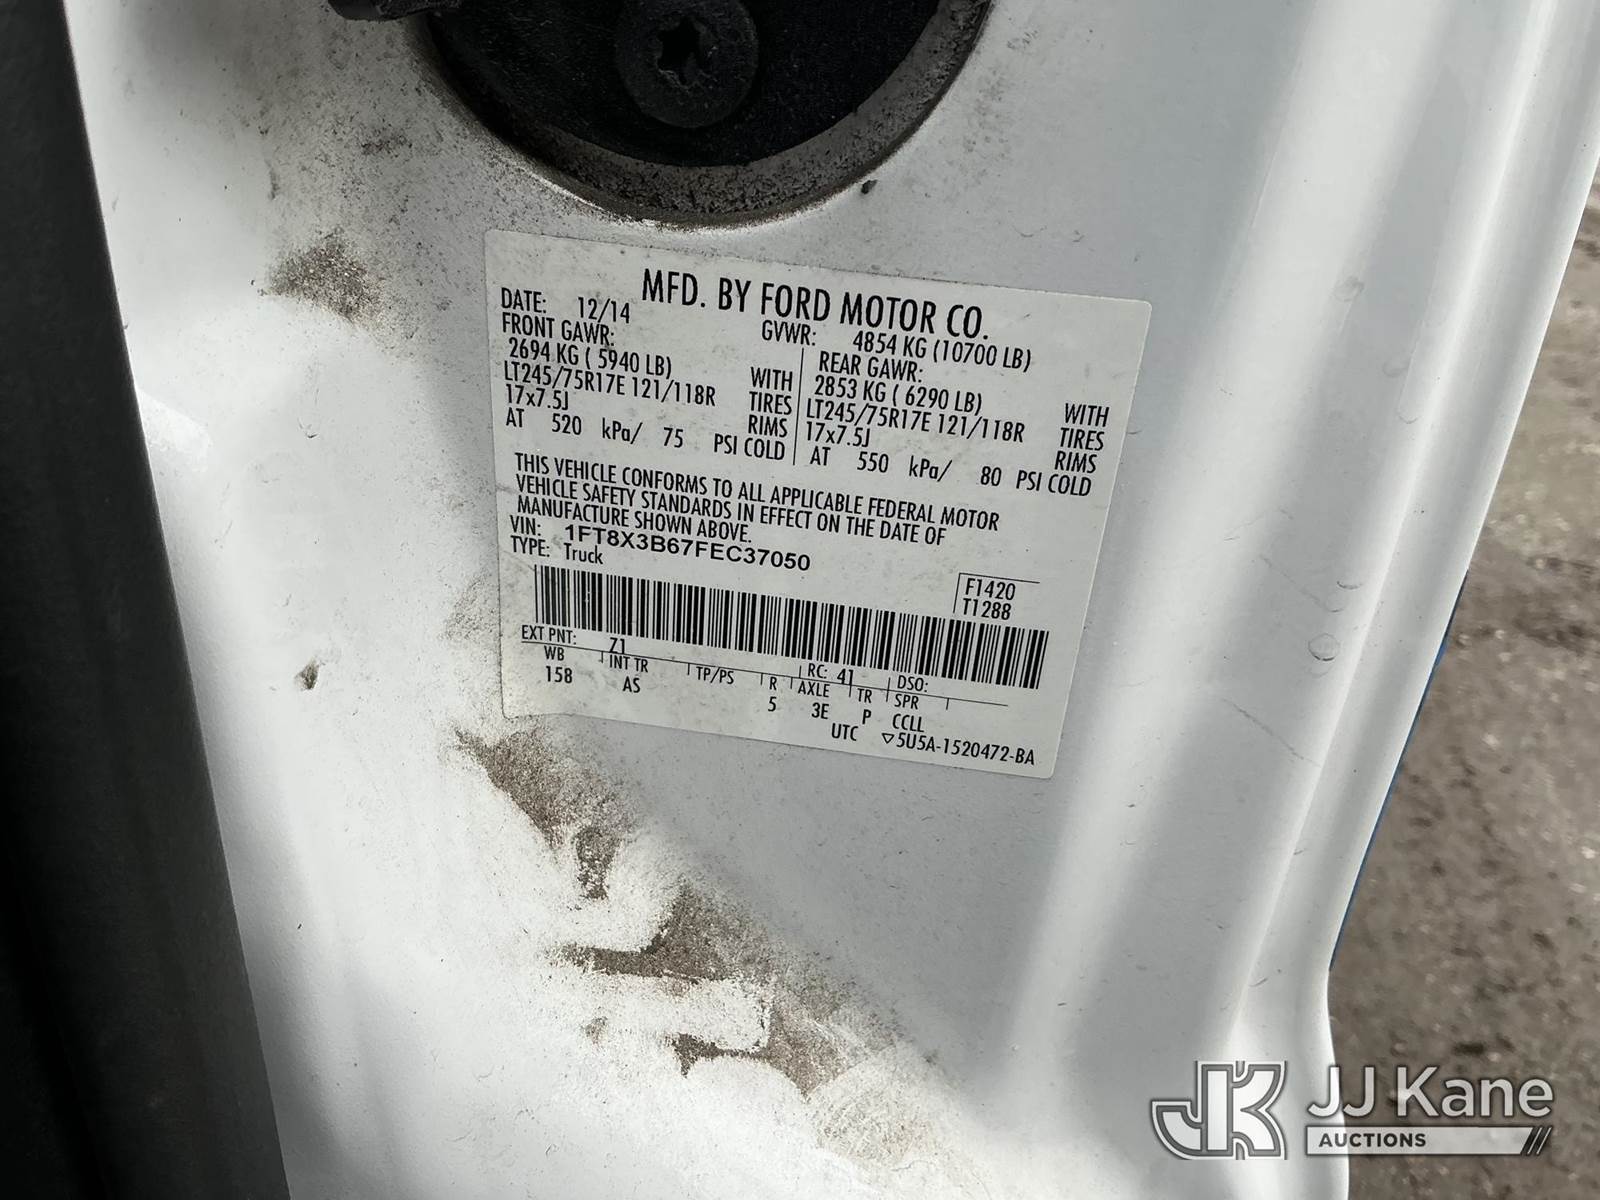 MFD. BY FORD MOTOR CO.
DATE: 12/14 GVWR: 4854 KG (10700 LB)
FRONT GAWR: REAR GAWR:
2694 KG ( 5940 LB) WITH 2853 KG ( 6290 LB) WITH
LT245/75R17E 121/118R TIRES LT245/75R17E 121/118R TIRES
17x7.5J RIMS 17x7.5J RIMS
AT 520 kPa/ 75 PSI COLD AT 550 kPa/ 80 PSI COLD
THIS VEHICLE CONFORMS TO ALL APPLICABLE FEDERAL MOTOR
VEHICLE SAFETY STANDARDS IN EFFECT ON THE DATE OF
MANUFACTURE SHOWN ABOVE.
VIN: 1FT8X3B67FEC37050
TYPE: Truck
F1420
T1288
EXT PNT: Z1 RC: 41 DSO:
WB INT TR TP/PS R AXLE TR SPR
158 AS 5 3E P CCLL
UTC ▽5U5A-1520472-BA
JK JJ Kane
AUCTIONS